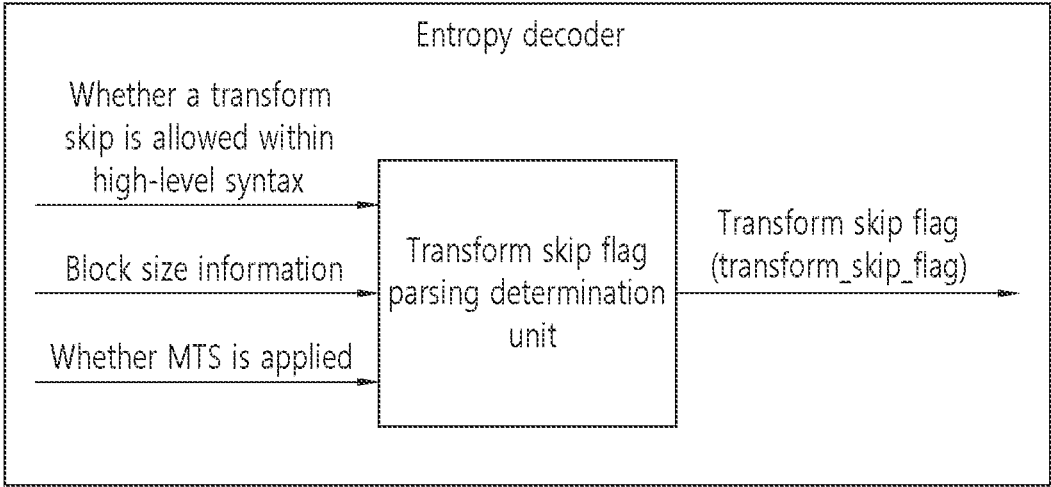 Entropy decoder
Whether a transform
skip is allowed within
high-level syntax
Block size information
Whether MTS is applied
Transform skip flag
parsing determination
unit
Transform skip flag
(transform_skip_flag)